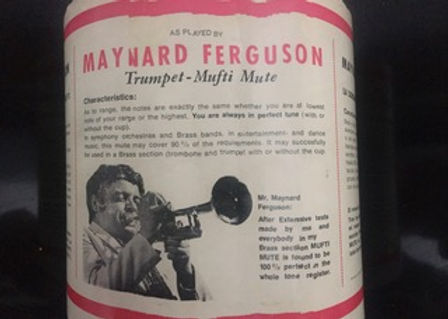 AS PLAYED BY
MAYNARD FERGUSON
Trumpet-Mufti Mute
Characteristics:
As to range, the notes are exactly the same whether you are at lowest
note of your range or the highest. You are always in perfect tune (with or
without the cup).
In symphony orchestras and Brass bands, in entertainment- and dance
music, this mute may cover 90 % of the requirements. It may succesfully
be used in a Brass section (trombone and trumpet with or without the cup.
Mr. Maynard
Ferguson:
After Extensive tests
made by me and
everybody in my
Brass section MUFTI
MUTE is found to be
100 % perfect in the
whole tone register.